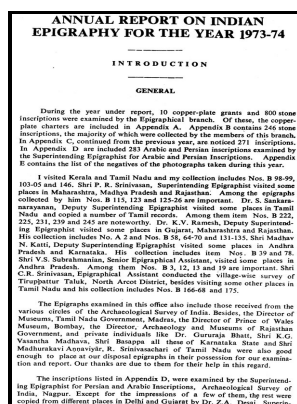 ANNUAL REPORT ON INDIAN
EPIGRAPHY FOR THE YEAR 1973-74
INTRODUCTION
GENERAL
During the year under report, 10 copper-plate grants and 800 stone
inscriptions were examined by the Epigraphical branch. Of these, the copper-
plate charters are included in Appendix A. Appendix B contains 246 stone
inscriptions, the majority of which were collected by the members of this branch.
In Appendix C, continued from the previous year, are noticed 271 inscriptions.
In Appendix D are included 283 Arabic and Persian inscriptions examined by
the Superintending Epigraphist for Arabic and Persian Inscriptions. Appendix
E contains the list of the negatives of the photographs taken during this year.
I visited Kerala and Tamil Nadu and my collection includes Nos. B 98-99,
103-05 and 146. Shri P. R. Srinivasan, Superintending Epigraphist visited some
places in Maharashtra, Madhya Pradesh and Rajasthan. Among the epigraphs
collected by him Nos. B 115, 123 and 125-26 are important. Dr. S. Sankara-
narayanan, Deputy Superintending Epigraphist visited some places in Tamil
Nadu and copied a number of Tamil records. Among them item Nos. B 222,
225, 231, 239 and 245 are noteworthy. Dr. K.V. Ramesh, Deputy Superintend-
ing Epigraphist visited some places in Gujarat, Maharashtra and Rajasthan.
His collection includes No. A 2 and Nos. B 58, 64-70 and 131-135. Shri Madhav
N. Katti, Deputy Superintending Epigraphist visited some places in Andhra
Pradesh and Karnataka. His collection includes item Nos. B 39 and 78.
Shri V.S. Subrahmanian, Senior Epigraphical Assistant, visited some places in
Andhra Pradesh. Among them Nos. B 3, 12, 13 and 19 are important. Shri
C.R. Srinivasan, Epigraphical Assistant conducted the village-wise survey of
Tiruppattur Taluk, North Arcot District, besides visiting some other places in
Tamil Nadu and his collection includes Nos. B 166-68 and 175.
The Epigraphs examined in this office also include those received from the
various circles of the Archaeological Survey of India. Besides, the Director of
Museums, Tamil Nadu Government, Madras, the Director of Prince of Wales
Museum, Bombay, the Director, Archaeology and Museums of Rajasthan
Government, and private individuals like Dr. Gururaja Bhatt, Shri K.G.
Vasantha Madhava, Shri Basappa all these of Karnataka State and Shri
Madhurakavi Aṇṇaviyār, R. Srinivasachari of Tamil Nadu were also good
enough to place at our disposal epigraphs in their possession for our examina-
tion and report. Our thanks are due to them for their help in this regard.
The inscriptions listed in Appendix D, were examined by the Superintend-
ing Epigraphist for Persian and Arabic Inscriptions, Archaeological Survey of
India, Nagpur. Except for the impressions of a few of them, the rest were
copied from different places in Delhi and Gujarat by Dr. Z.A. Desai, Superin-